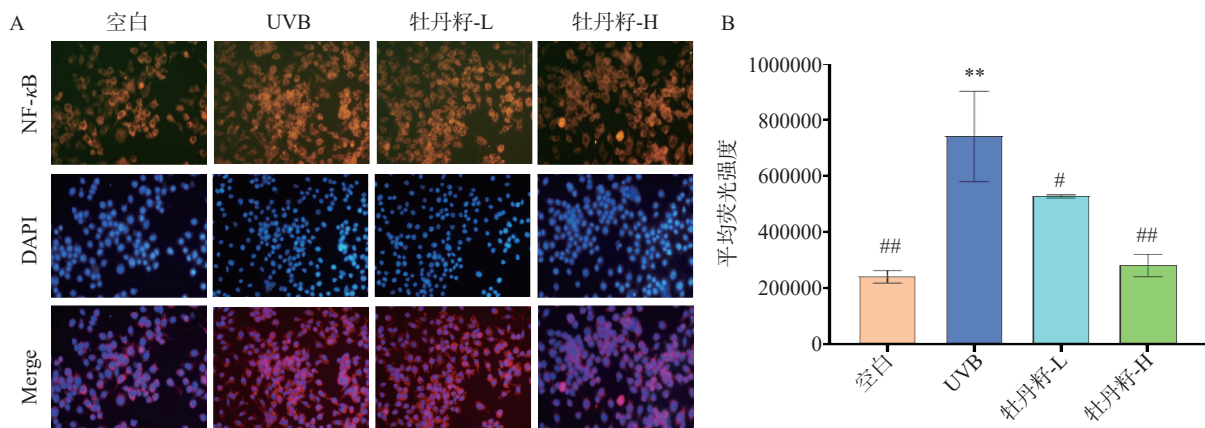 A
空白
UVB
牡丹籽-L
牡丹籽-H
NF-κB
DAPI
Merge
B
平均荧光强度
1000000
800000
600000
400000
200000
0
##
**
#
##
空白
UVB
牡丹籽-L
牡丹籽-H